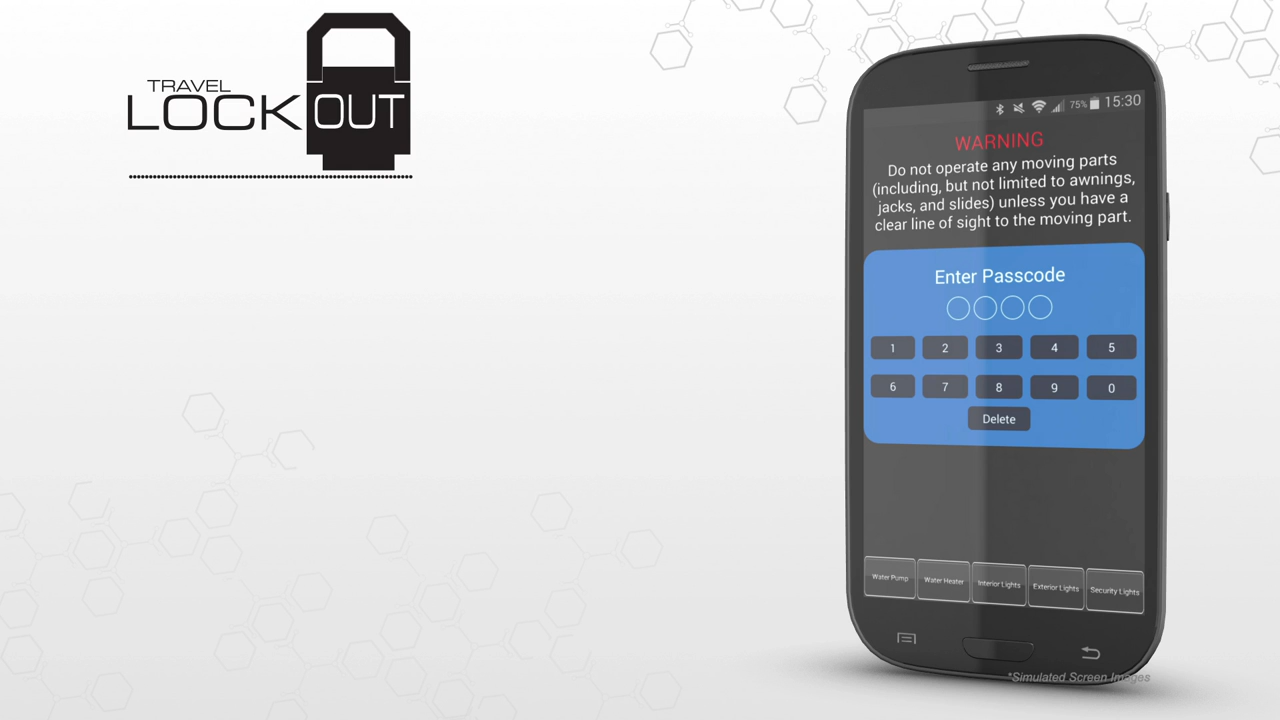 TRAVEL
LOCKOUT
75% 15:30
WARNING
Do not operate any moving parts
(including, but not limited to awnings,
jacks, and slides) unless you have a
clear line of sight to the moving part.
Enter Passcode
1 2 3 4 5
6 7 8 9 0
Delete
Water Pump Water Heater Interior Lights Exterior Lights Security Lights
*Simulated Screen Images